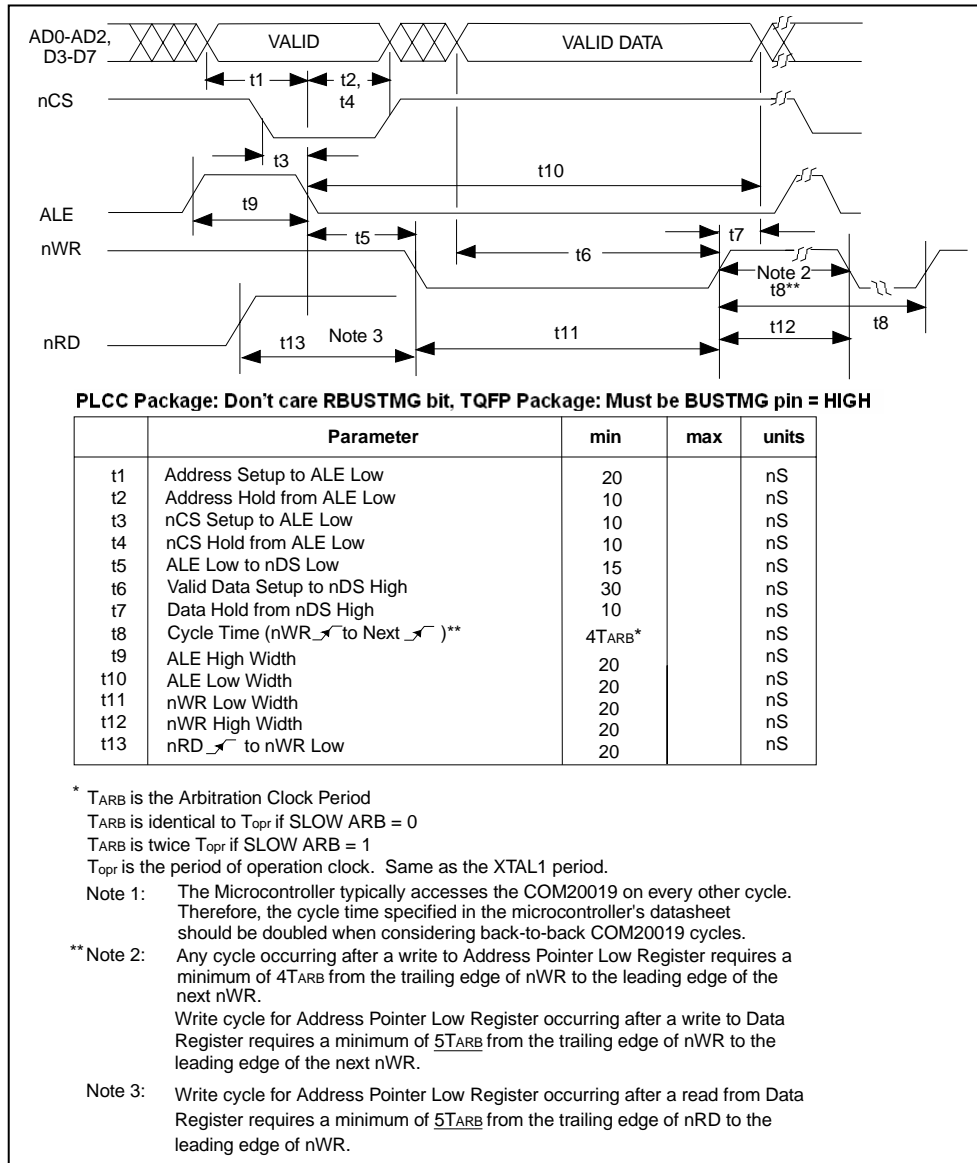 AD0-AD2,
D3-D7
VALID
VALID DATA
t1
t2,
t4
nCS
t3
t10
ALE
t9
t5
t7
nWR
t6
Note 2
t8**
t8
nRD
t13
Note 3
t11
t12
PLCC Package: Don't care RBUSTMG bit, TQFP Package: Must be BUSTMG pin = HIGH
Parameter min max units
t1 Address Setup to ALE Low 20 nS
t2 Address Hold from ALE Low 10 nS
t3 nCS Setup to ALE Low 10 nS
t4 nCS Hold from ALE Low 10 nS
t5 ALE Low to nDS Low 15 nS
t6 Valid Data Setup to nDS High 30 nS
t7 Data Hold from nDS High 10 nS
t8 Cycle Time (nWR to Next )** 4TARB* nS
t9 ALE High Width 20 nS
t10 ALE Low Width 20 nS
t11 nWR Low Width 20 nS
t12 nWR High Width 20 nS
t13 nRD to nWR Low 20 nS
* TARB is the Arbitration Clock Period
TARB is identical to Topr if SLOW ARB = 0
TARB is twice Topr if SLOW ARB = 1
Topr is the period of operation clock. Same as the XTAL1 period.
Note 1: The Microcontroller typically accesses the COM20019 on every other cycle.
Therefore, the cycle time specified in the microcontroller's datasheet
should be doubled when considering back-to-back COM20019 cycles.
**Note 2: Any cycle occurring after a write to Address Pointer Low Register requires a
minimum of 4TARB from the trailing edge of nWR to the leading edge of the
next nWR.
Write cycle for Address Pointer Low Register occurring after a write to Data
Register requires a minimum of 5TARB from the trailing edge of nWR to the
leading edge of the next nWR.
Note 3: Write cycle for Address Pointer Low Register occurring after a read from Data
Register requires a minimum of 5TARB from the trailing edge of nRD to the
leading edge of nWR.